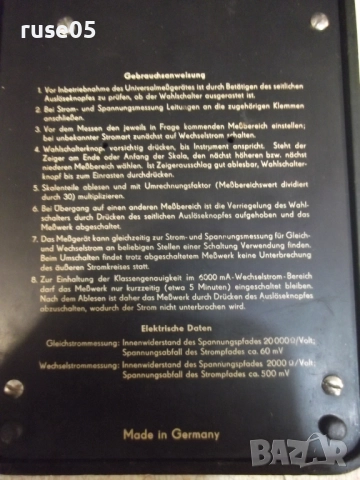 ruse05
Gebrauchsanweisung
1. Vor Inbetriebnahme des Universalmeßgerätes ist durch Betätigen des seitlichen
Auslöseknopfes zu prüfen, ob der Wahlschalter ausgerastet ist.
2. Bei Strom- und Spannungsmessung Leitungen an die zugehörigen Klemmen
anschließen.
3. Vor dem Messen den jeweils in Frage kommenden Meßbereich einstellen;
bei unbekannter Stromart zunächst auf Wechselstrom schalten.
4. Wahlschalterknopf vorsichtig drücken, bis Instrument anspricht. Steht der
Zeiger am Ende oder Anfang der Skala, den nächst höheren bzw. nächst
niederen Meßbereich wählen. Ist Zeigerausschlag gut ablesbar, Wahlschalter-
knopf bis zum Einrasten durchdrücken.
5. Skalenteile ablesen und mit Umrechnungsfaktor (Meßbereichswert dividiert
durch 30) multiplizieren.
6. Bei Übergang auf einen anderen Meßbereich ist die Verriegelung des Wahl-
schalters durch Drücken des seitlichen Auslöseknopfes aufgehoben und das
Meßwerk abgeschaltet.
7. Das Meßgerät kann gleichzeitig zur Strom- und Spannungsmessung für Gleich-
und Wechselstrom an beliebigen Stellen einer Schaltung Verwendung finden.
Beim Umschalten findet trotz abgeschaltetem Meßwerk keine Unterbrechung
des äußeren Stromkreises statt.
8. Zur Einhaltung der Klassengenauigkeit im 6000 mA-Wechselstrom-Bereich
darf das Meßwerk nur kurzzeitig (etwa 5 Minuten) eingeschaltet bleiben.
Nach dem Ablesen ist daher das Meßwerk durch Drücken des Auslöseknopfes
abzuschalten, wodurch der Strom nicht unterbrochen wird.
Elektrische Daten
Gleichstrommessung: Innenwiderstand des Spannungspfades 20 000 Ω/Volt;
Spannungsabfall des Strompfades ca. 60 mV
Wechselstrommessung: Innenwiderstand des Spannungspfades 2000 Ω/Volt;
Spannungsabfall des Strompfades ca. 500 mV
Made in Germany
BAZAR